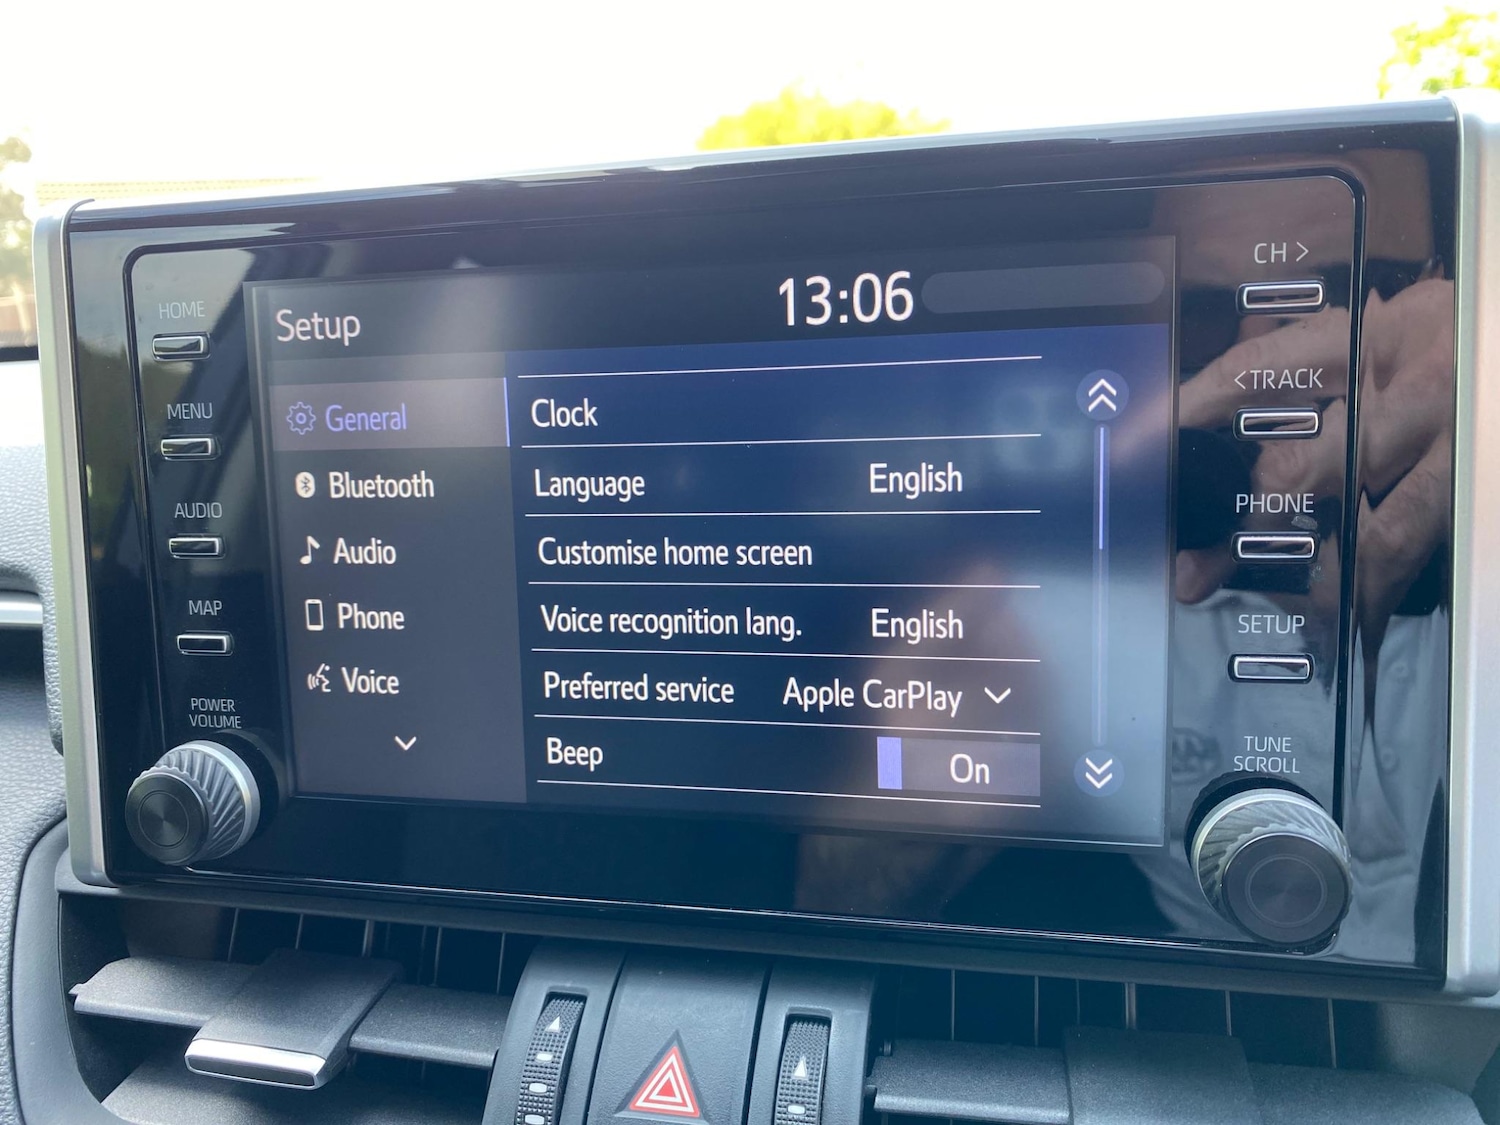 HOME
MENU
AUDIO
MAP
POWER
VOLUME
Setup
13:06
General
Bluetooth
Audio
Phone
Voice
Clock
Language English
Customise home screen
Voice recognition lang. English
Preferred service Apple CarPlay
Beep On
CH >
<TRACK
PHONE
SETUP
TUNE
SCROLL